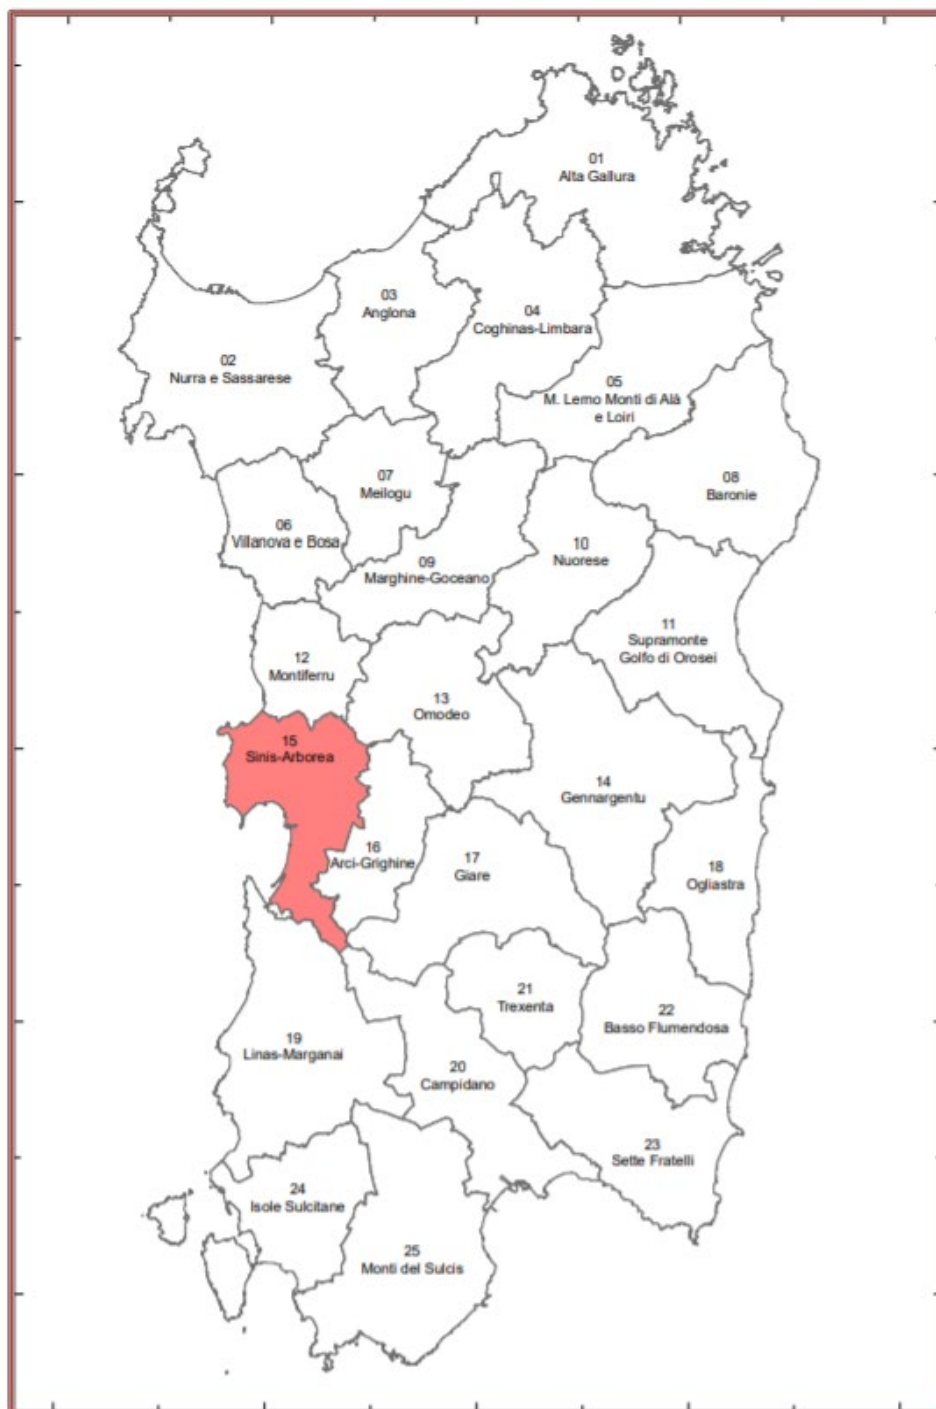 01
Alta Gallura
03
Anglona
04
Coghinas-Limbara
02
Nurra e Sassarese
05
M. Lerno Monti di Alà
e Loiri
07
Meilogu
08
Baronie
06
Villanova e Bosa
10
Nuorese
09
Marghine-Goceano
11
Supramonte
Golfo di Orosei
12
Montiferru
13
Omodeo
15
Sinis-Arborea
14
Gennargentu
16
Arci-Grighine
17
Giare
18
Ogliastra
21
Trexenta
22
Basso Flumendosa
19
Linas-Marganai
20
Campidano
23
Sette Fratelli
24
Isole Sulcitane
25
Monti del Sulcis